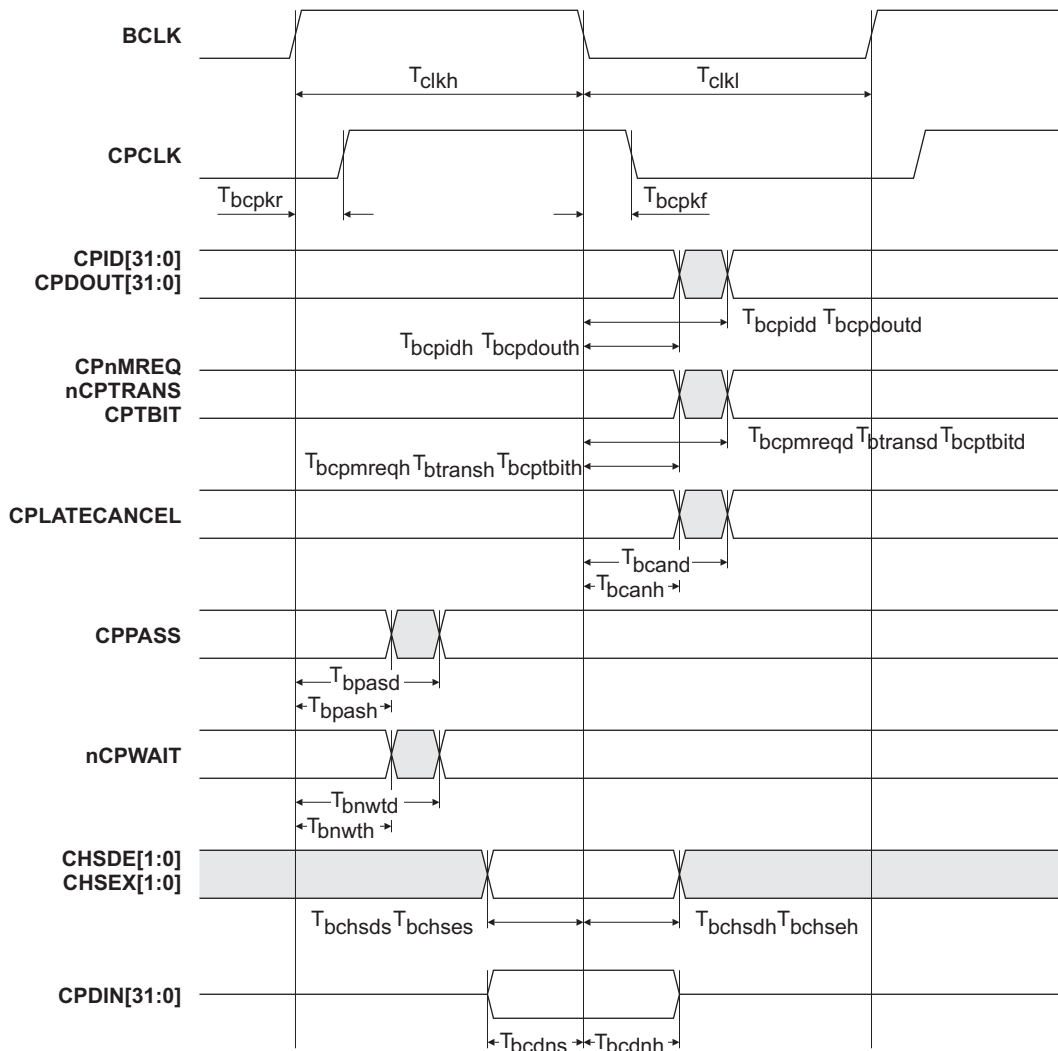 BCLK
Tclkh Tclkl
CPCLK
Tbcpkr Tbcpkf
CPID[31:0]
CPDOUT[31:0]
Tbcpidd Tbcpdoutd
Tbcpidh Tbcpdouth
CPnMREQ
nCPTRANS
CPTBIT
Tbcpmreqd Tbtransd Tbcptbitd
Tbcpmreqh Tbtransh Tbcptbith
CPLATECANCEL
Tbcand
Tbcanh
CPPASS
Tbpasd
Tbpash
nCPWAIT
Tbnwtd
Tbnwth
CHSDE[1:0]
CHSEX[1:0]
Tbchsds Tbchses Tbchsdh Tbchseh
CPDIN[31:0]
Tbcdns Tbcdnh